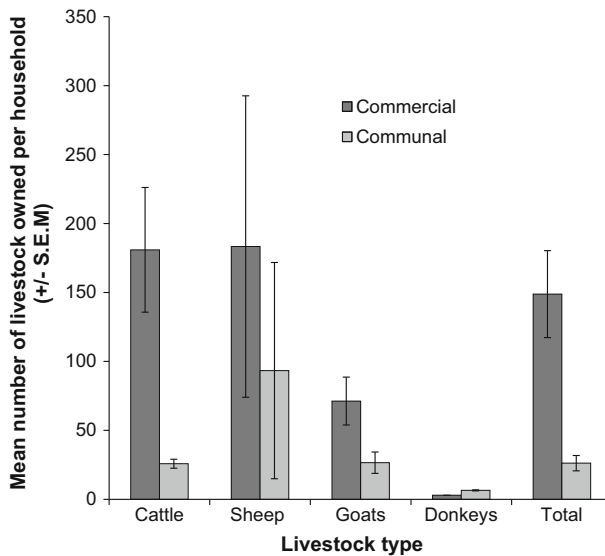 Mean number of livestock owned per household
(+/- S.E.M)
350
300
250
200
150
100
50
0
Commercial
Communal
Cattle
Sheep
Goats
Donkeys
Total
Livestock type